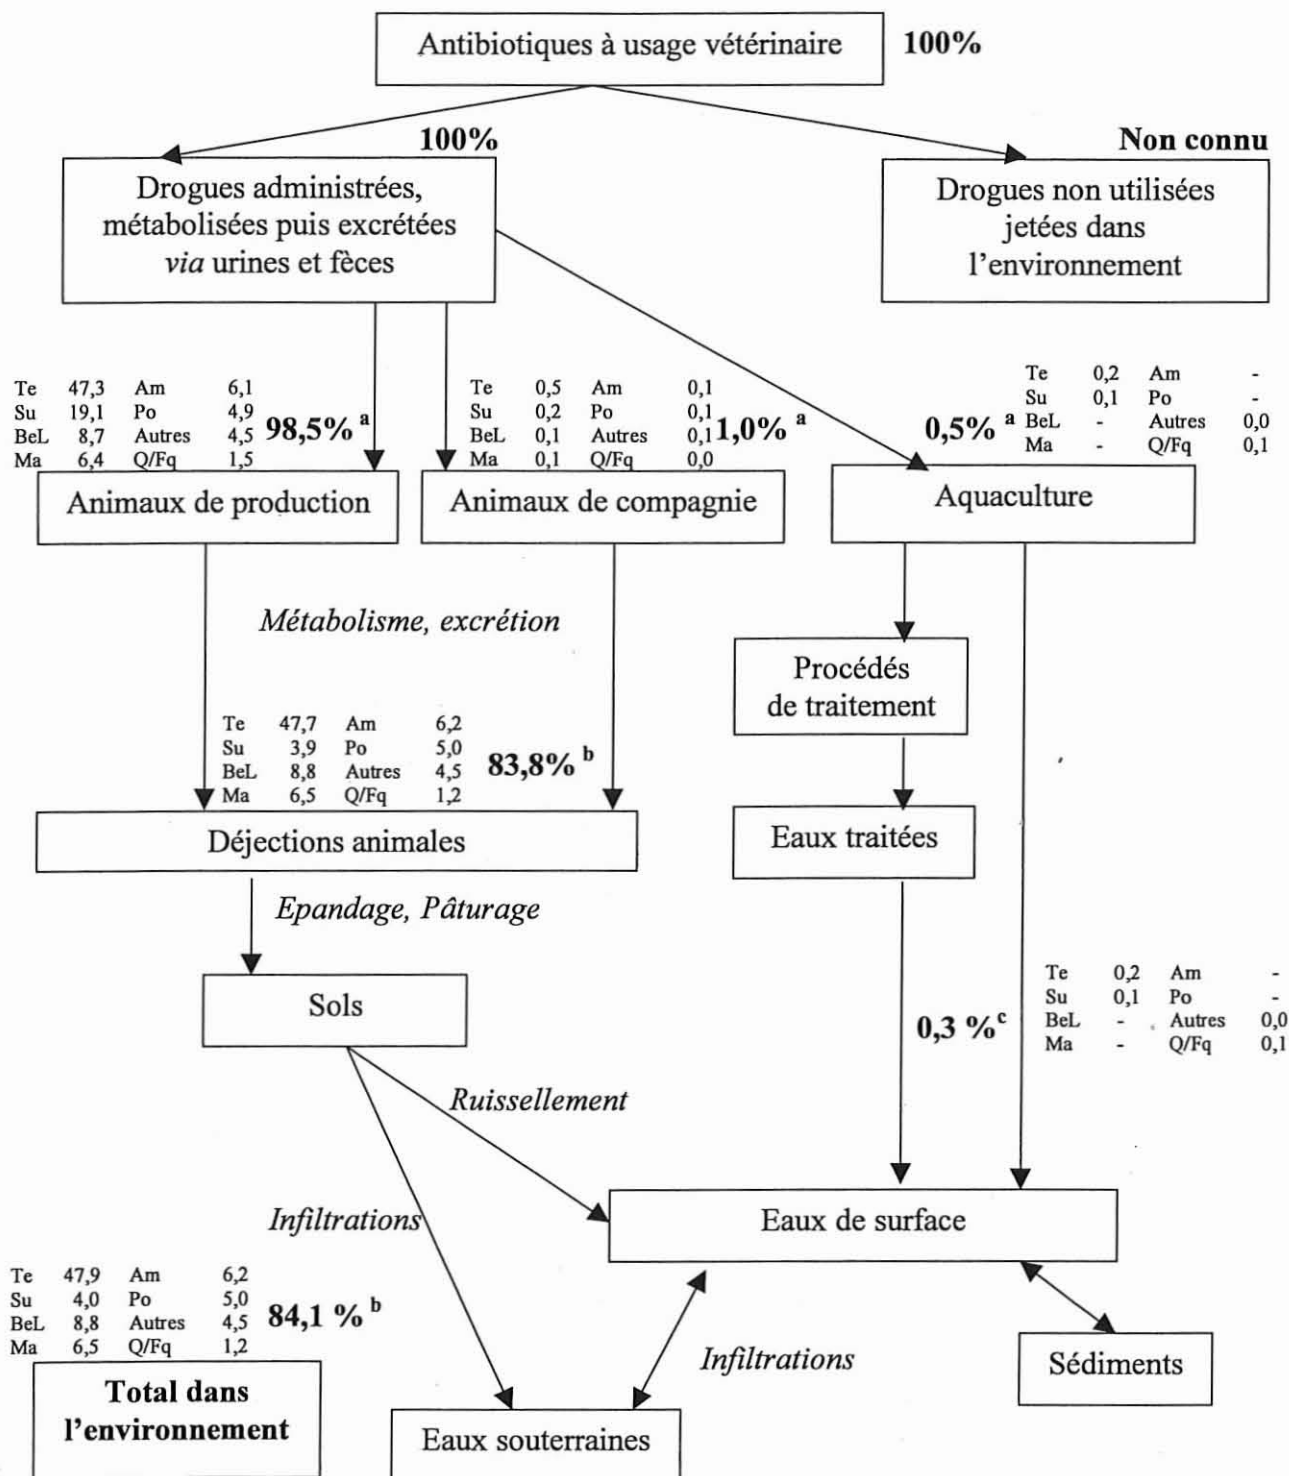 Antibiotiques à usage vétérinaire 100%
100%
Non connu
Drogues administrées,
métabolisées puis excrétées
via urines et fèces
Drogues non utilisées
jetées dans
l'environnement
Te 47,3 Am 6,1
Su 19,1 Po 4,9
BeL 8,7 Autres 4,5
Ma 6,4 Q/Fq 1,5
98,5% a
Te 0,5 Am 0,1
Su 0,2 Po 0,1
BeL 0,1 Autres 0,1
Ma 0,1 Q/Fq 0,0
1,0% a
0,5% a
Te 0,2 Am -
Su 0,1 Po -
BeL - Autres 0,0
Ma - Q/Fq 0,1
Animaux de production
Animaux de compagnie
Aquaculture
Métabolisme, excrétion
Procédés
de traitement
Te 47,7 Am 6,2
Su 3,9 Po 5,0
BeL 8,8 Autres 4,5
Ma 6,5 Q/Fq 1,2
83,8% b
Déjections animales
Eaux traitées
Epandage, Pâturage
Sols
0,3 % c
Te 0,2 Am -
Su 0,1 Po -
BeL - Autres 0,0
Ma - Q/Fq 0,1
Ruissellement
Infiltrations
Eaux de surface
Te 47,9 Am 6,2
Su 4,0 Po 5,0
BeL 8,8 Autres 4,5
Ma 6,5 Q/Fq 1,2
84,1 % b
Infiltrations
Sédiments
Total dans
l'environnement
Eaux souterraines